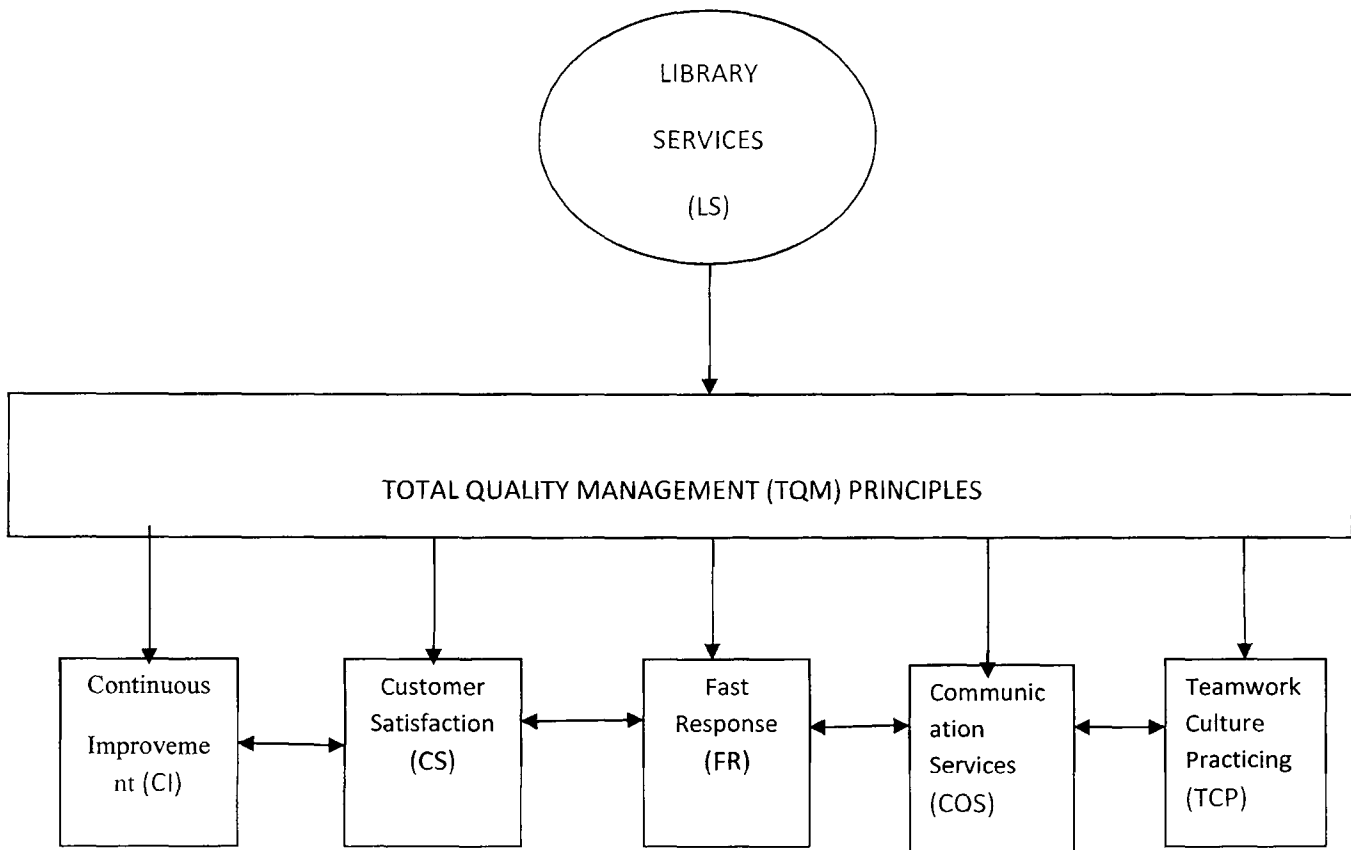 LIBRARY
SERVICES
(LS)
TOTAL QUALITY MANAGEMENT (TQM) PRINCIPLES
Continuous
Improveme
nt (CI)
Customer
Satisfaction
(CS)
Fast
Response
(FR)
Communic
ation
Services
(COS)
Teamwork
Culture
Practicing
(TCP)